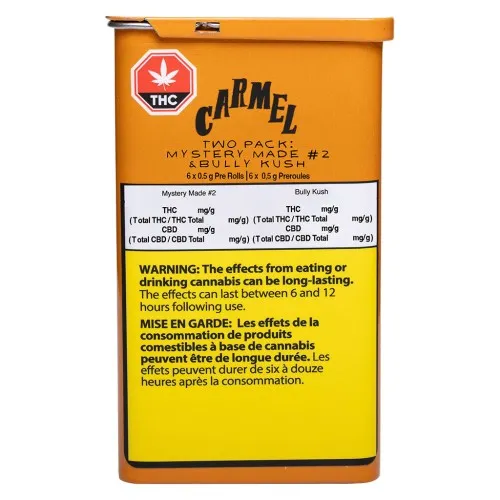 THC
CARMEL
TWO PACK:
MYSTERY MADE #2
& BULLY KUSH
6 x 0,5 g Pre Rolls | 6 x 0,5 g Preroules
Mystery Made #2 Bully Kush
THC mg/g THC mg/g
(Total THC / THC Total mg/g) (Total THC / THC Total mg/g)
CBD mg/g CBD mg/g
(Total CBD / CBD Total mg/g) (Total CBD / CBD Total mg/g)
WARNING: The effects from eating or
drinking cannabis can be long-lasting.
The effects can last between 6 and 12
hours following use.
MISE EN GARDE: Les effets de la
consommation de produits
comestibles à base de cannabis
peuvent être de longue durée. Les
effets peuvent durer de six à douze
heures après la consommation.